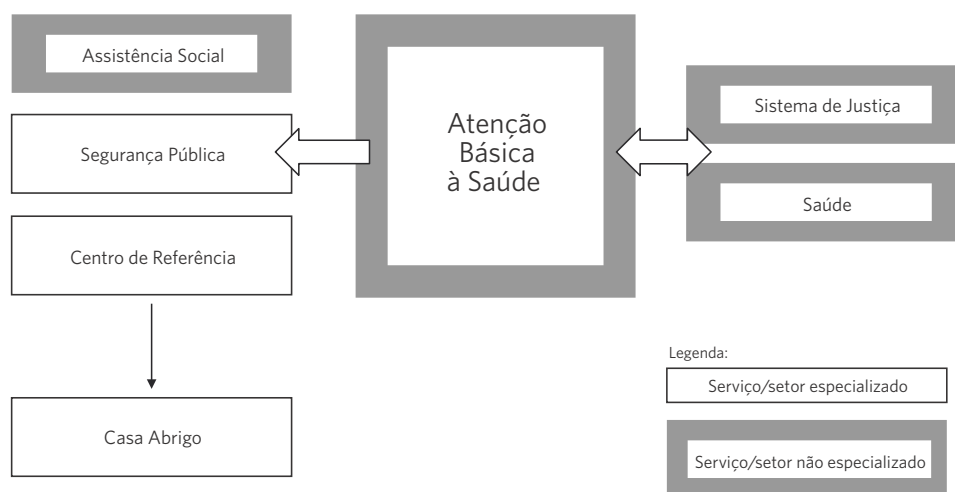 Assistência Social
Segurança Pública
Centro de Referência
Casa Abrigo
Atenção
Básica
à Saúde
Sistema de Justiça
Saúde
Legenda:
Serviço/setor especializado
Serviço/setor não especializado